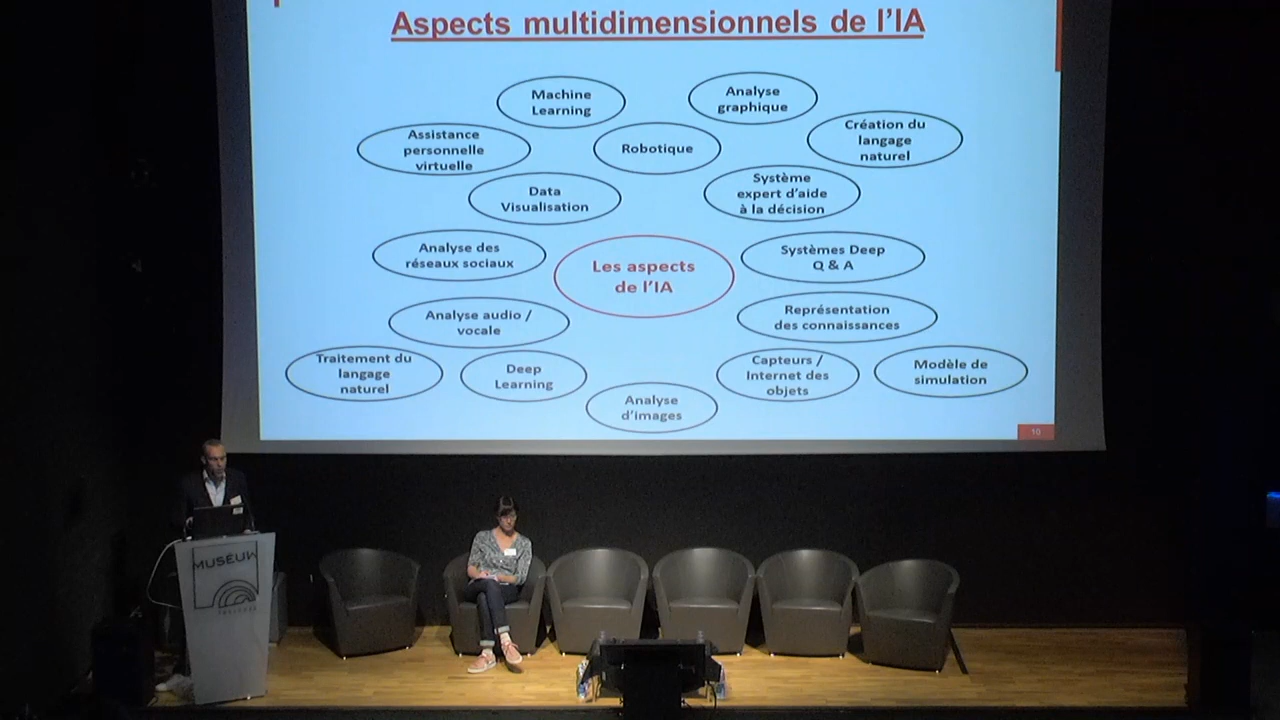 Aspects multidimensionnels de l'IA
Machine
Learning
Analyse
graphique
Assistance
personnelle
virtuelle
Robotique
Création du
langage
naturel
Data
Visualisation
Système
expert d'aide
à la décision
Analyse des
réseaux sociaux
Les aspects
de l'IA
Systèmes Deep
Q & A
Analyse audio /
vocale
Représentation
des connaissances
Traitement du
langage
naturel
Deep
Learning
Capteurs /
Internet des
objets
Modèle de
simulation
Analyse
d'images
10
MUSÉUM